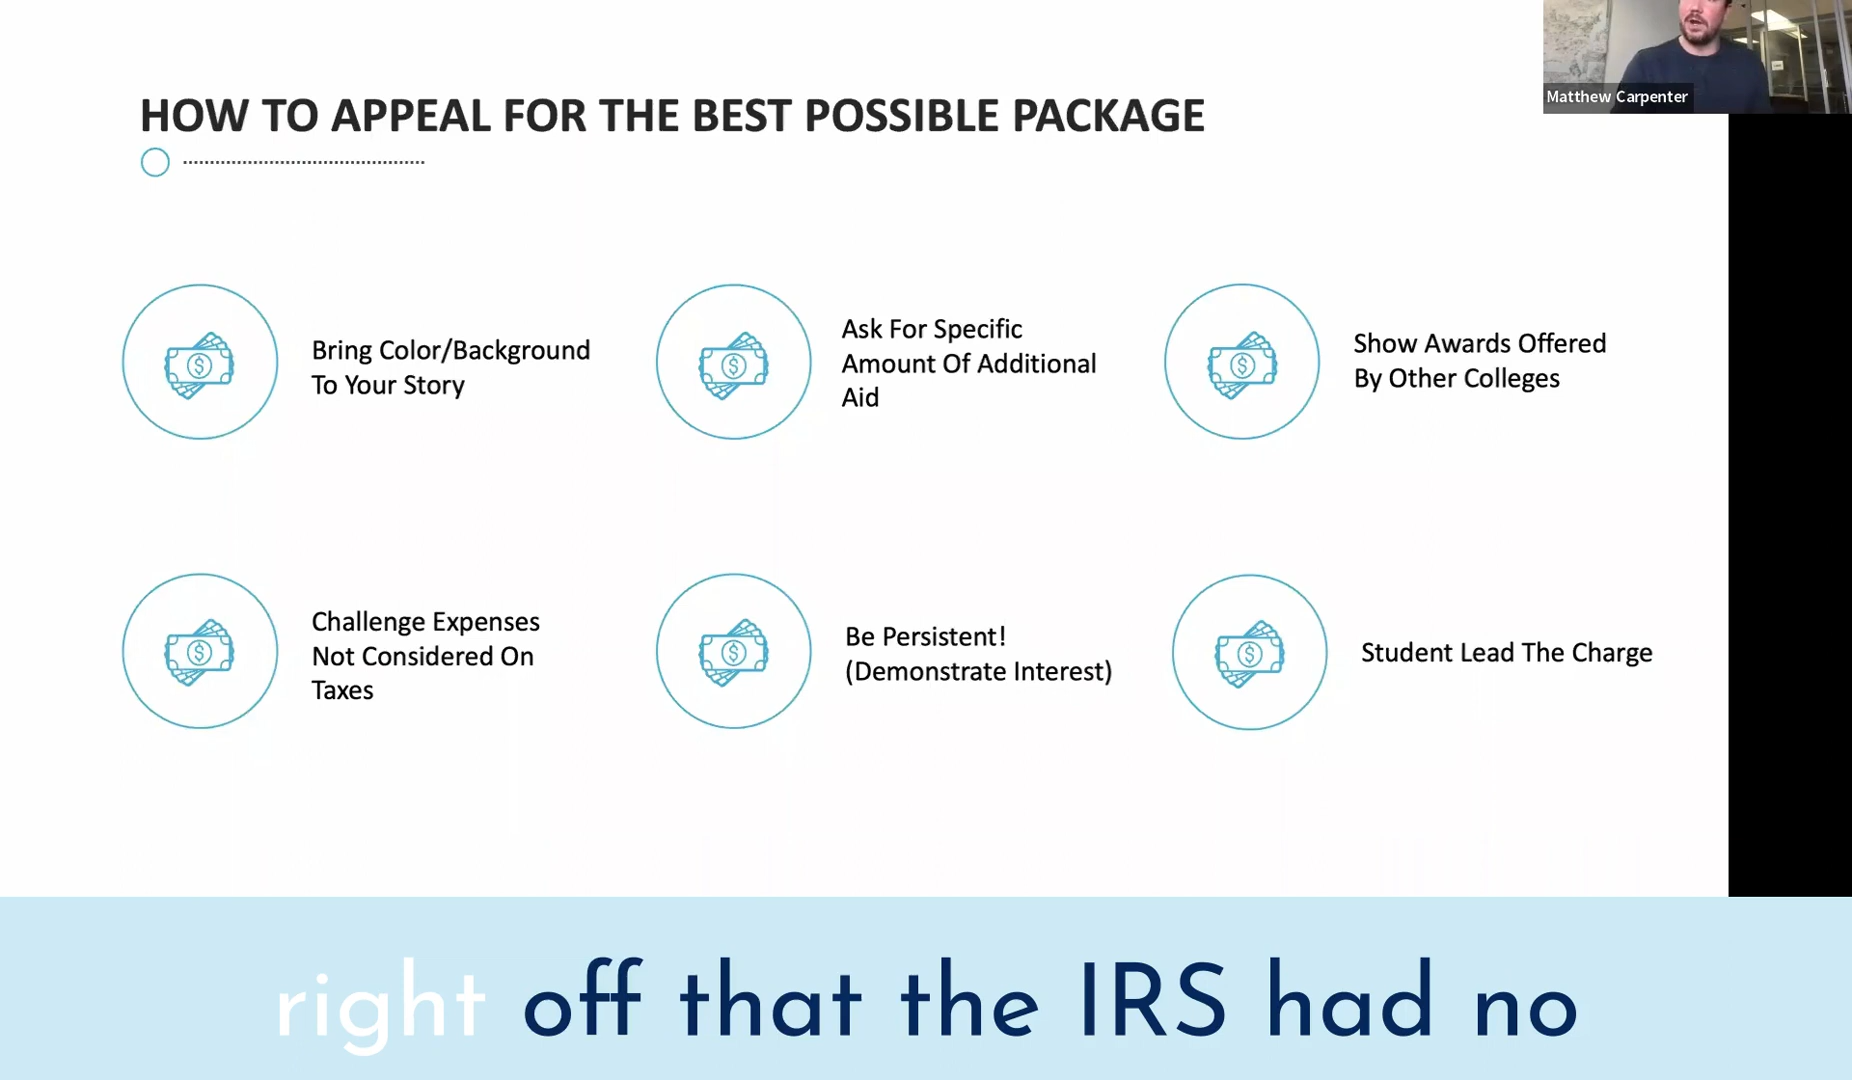 Matthew Carpenter
HOW TO APPEAL FOR THE BEST POSSIBLE PACKAGE
Bring Color/Background
To Your Story
Ask For Specific
Amount Of Additional
Aid
Show Awards Offered
By Other Colleges
Challenge Expenses
Not Considered On
Taxes
Be Persistent!
(Demonstrate Interest)
Student Lead The Charge
right off that the IRS had no